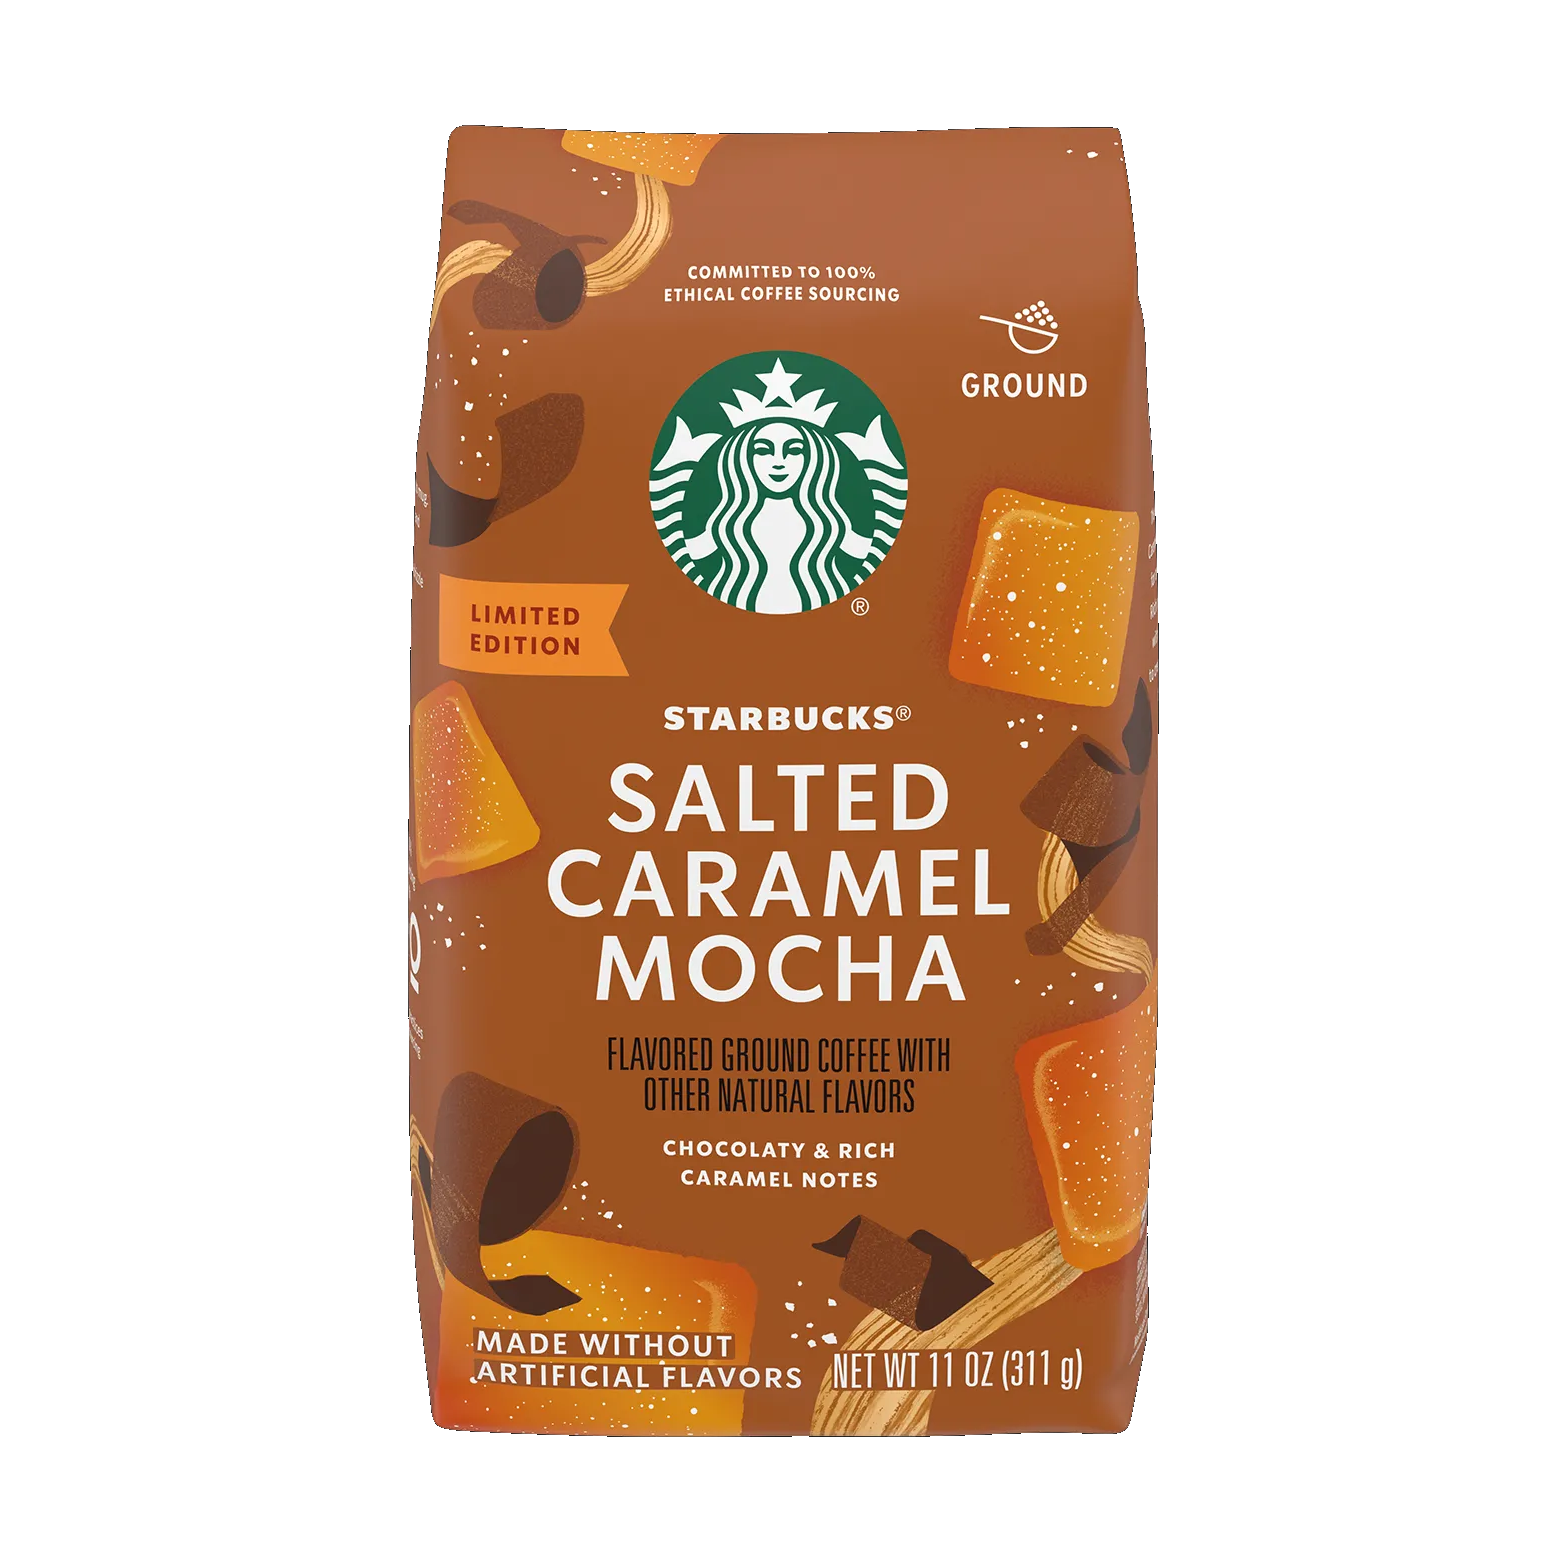 COMMITTED TO 100%
ETHICAL COFFEE SOURCING
GROUND
LIMITED
EDITION
STARBUCKS®
SALTED
CARAMEL
MOCHA
FLAVORED GROUND COFFEE WITH
OTHER NATURAL FLAVORS
CHOCOLATY & RICH
CARAMEL NOTES
MADE WITHOUT
ARTIFICIAL FLAVORS
NET WT 11 OZ (311 g)